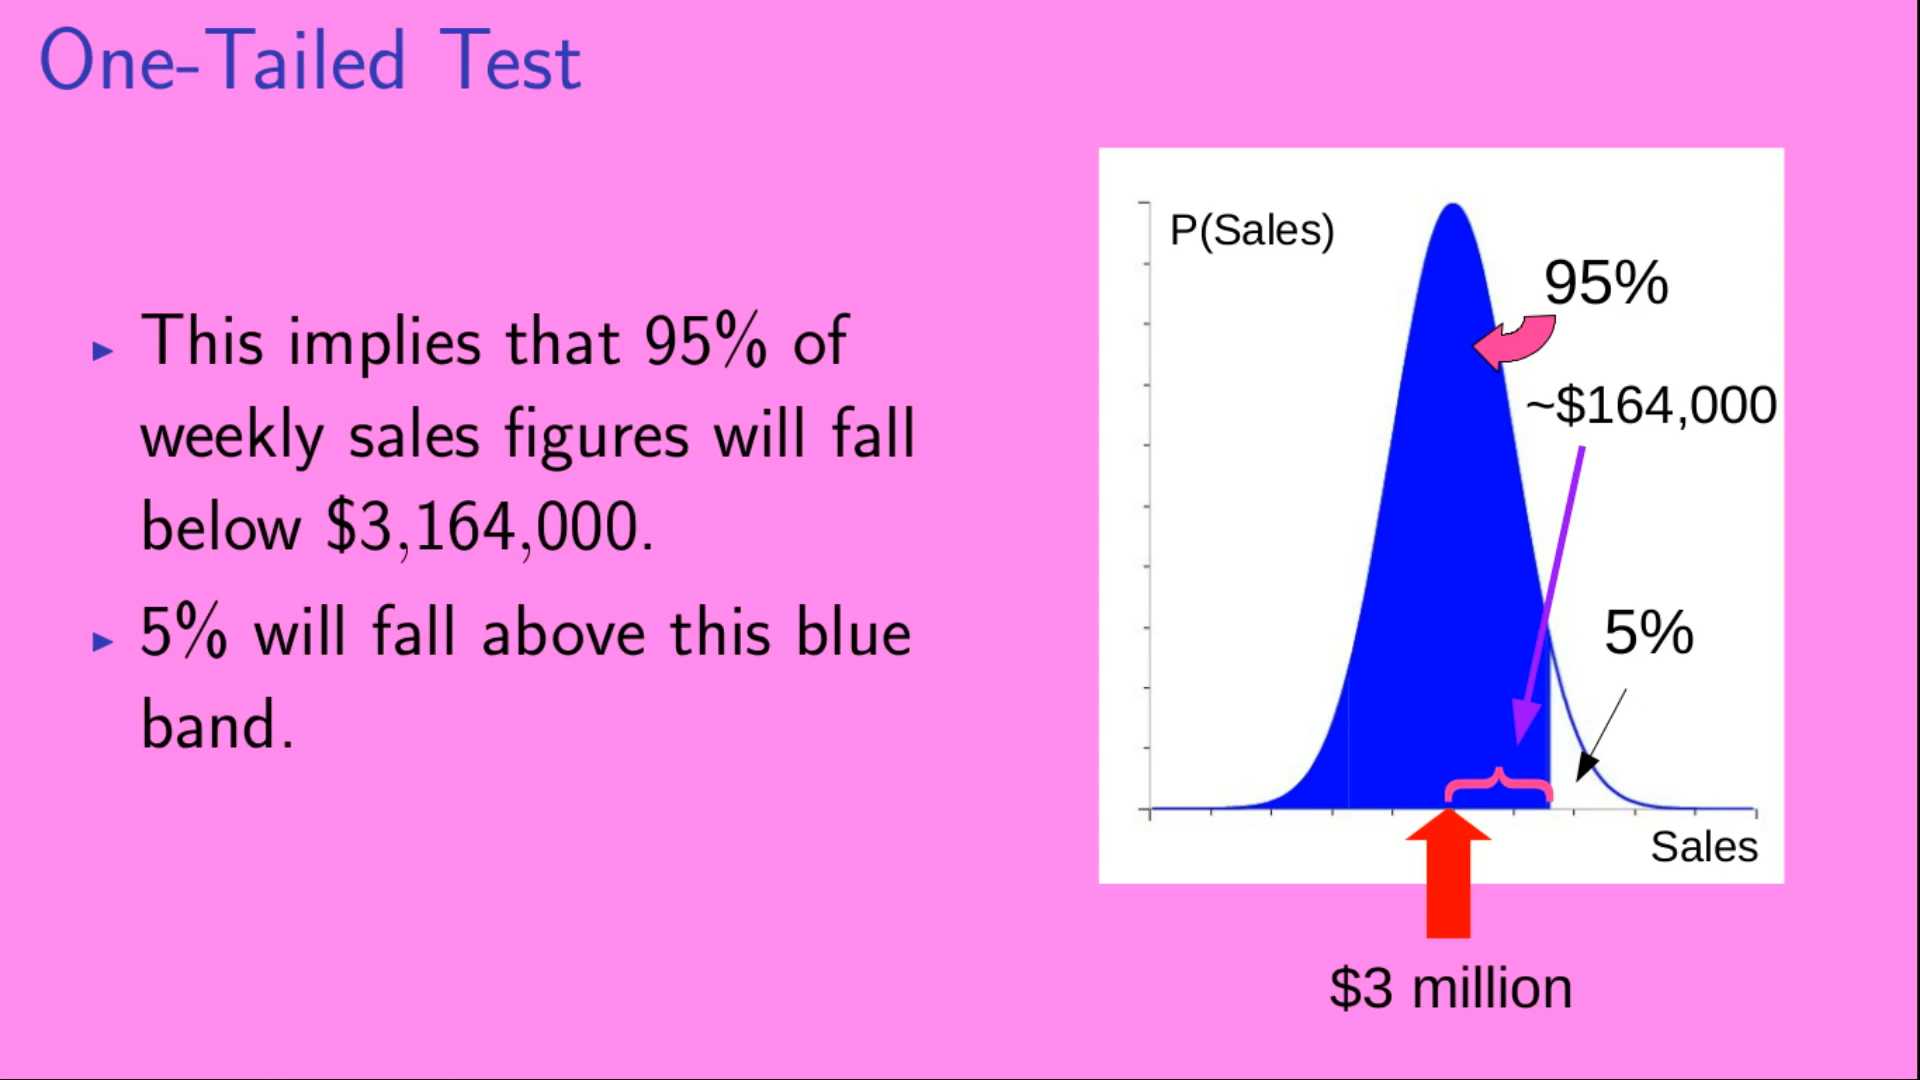 One-Tailed Test
▶ This implies that 95% of
weekly sales figures will fall
below $3,164,000.
▶ 5% will fall above this blue
band.
P(Sales)
95%
~$164,000
5%
Sales
$3 million